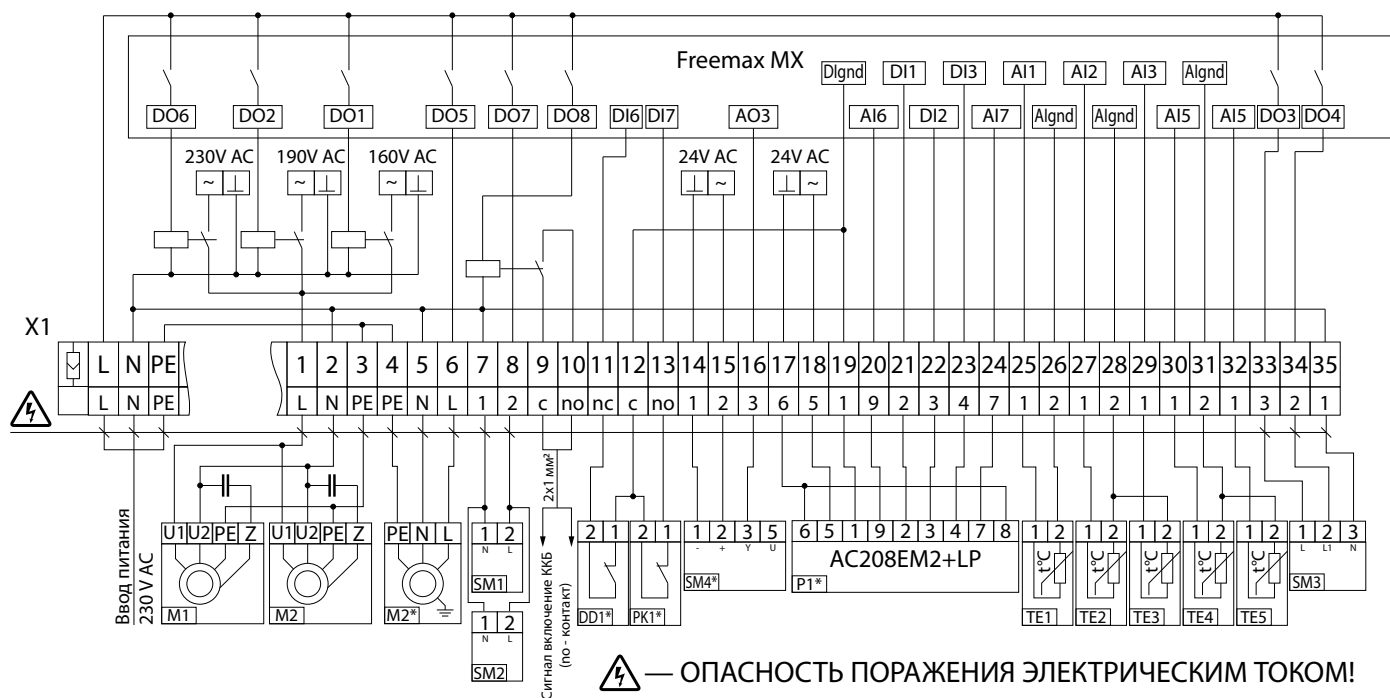 Freemax MX
DIgnd DI1 DI3 AI1 AI2 AI3 AIgnd
DO6 DO2 DO1 DO5 DO7 DO8 DI6 DI7 AO3 AI6 DI2 AI7 AIgnd AIgnd AI5 AI5 DO3 DO4
230V AC 190V AC 160V AC 24V AC 24V AC
~ ⊥ ~ ⊥ ~ ⊥ ⊥ ~ ⊥ ~
X1
L N PE 1 2 3 4 5 6 7 8 9 10 11 12 13 14 15 16 17 18 19 20 21 22 23 24 25 26 27 28 29 30 31 32 33 34 35
L N PE L N PE PE N L 1 2 c no nc c no 1 2 3 6 5 1 9 2 3 4 7 1 2 1 2 1 1 2 1 3 2 1
Ввод питания
230 V AC
U1 U2 PE Z
M1
U1 U2 PE Z
M2
PE N L
M2*
1 2
N L
SM1
1 2
N L
SM2
2x1 мм²
Сигнал включение ККБ
(no - контакт)
2 1
DD1*
2 1
PK1*
1 2 3 5
- + Y U
SM4*
6 5 1 9 2 3 4 7 8
AC208EM2+LP
P1*
1 2
t°C
TE1
1 2
t°C
TE2
1 2
t°C
TE3
1 2
t°C
TE4
1 2
t°C
TE5
1 2 3
L L1 N
SM3
— ОПАСНОСТЬ ПОРАЖЕНИЯ ЭЛЕКТРИЧЕСКИМ ТОКОМ!